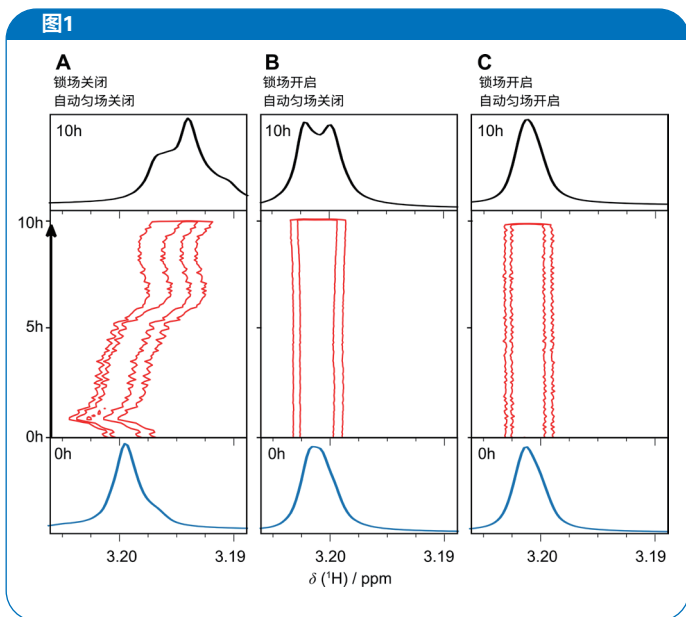 图1
A
锁场关闭
自动匀场关闭
B
锁场开启
自动匀场关闭
C
锁场开启
自动匀场开启
10h
10h
10h
10h
5h
0h
0h
0h
0h
3.20
3.19
3.20
3.19
3.20
3.19
δ (¹H) / ppm